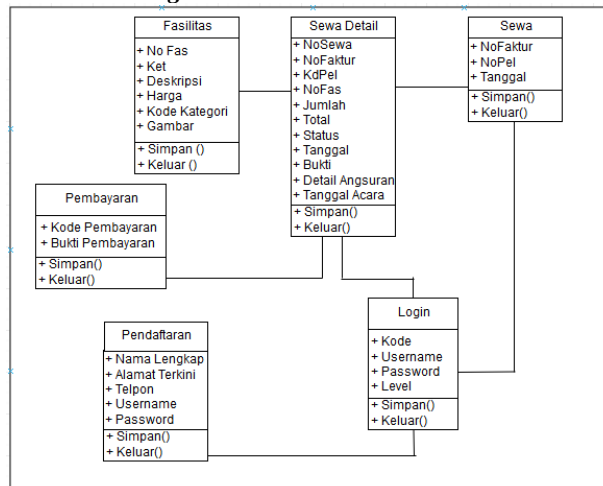 Fasilitas
+ No Fas
+ Ket
+ Deskripsi
+ Harga
+ Kode Kategori
+ Gambar
+ Simpan ()
+ Keluar ()
Sewa Detail
+ NoSewa
+ NoFaktur
+ KdPel
+ NoFas
+ Jumlah
+ Total
+ Status
+ Tanggal
+ Bukti
+ Detail Angsuran
+ Tanggal Acara
+ Simpan()
+ Keluar()
Sewa
+ NoFaktur
+ NoPel
+ Tanggal
+ Simpan()
+ Keluar()
Pembayaran
+ Kode Pembayaran
+ Bukti Pembayaran
+ Simpan()
+ Keluar()
Login
+ Kode
+ Username
+ Password
+ Level
+ Simpan()
+ Keluar()
Pendaftaran
+ Nama Lengkap
+ Alamat Terkini
+ Telpon
+ Username
+ Password
+ Simpan()
+ Keluar()